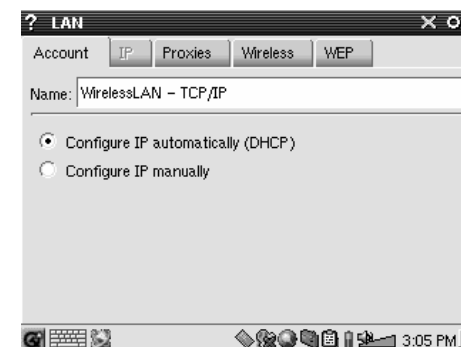 ? LAN
Account IP Proxies Wireless WEP
Name: WirelessLAN – TCP/IP
Configure IP automatically (DHCP)
Configure IP manually
3:05 PM